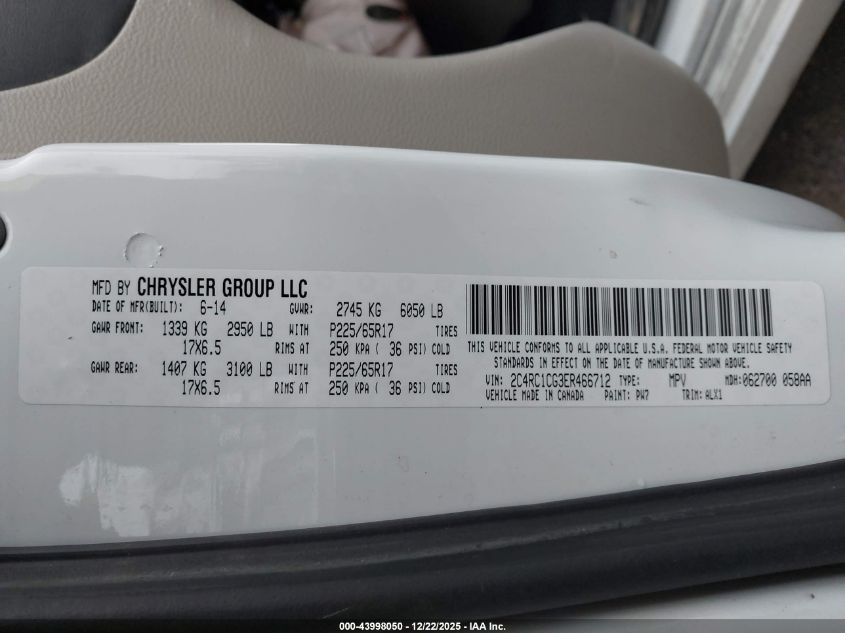 MFD BY CHRYSLER GROUP LLC
DATE OF MFR(BUILT): 6-14 GVWR: 2745 KG 6050 LB
GAWR FRONT: 1339 KG 2950 LB WITH P225/65R17 TIRES
17X6.5 RIMS AT 250 KPA ( 36 PSI) COLD
GAWR REAR: 1407 KG 3100 LB WITH P225/65R17 TIRES
17X6.5 RIMS AT 250 KPA ( 36 PSI) COLD
THIS VEHICLE CONFORMS TO ALL APPLICABLE U.S.A. FEDERAL MOTOR VEHICLE SAFETY
STANDARDS IN EFFECT ON THE DATE OF MANUFACTURE SHOWN ABOVE.
VIN: 2C4RC1CG3ER466712 TYPE: MPV MDH:062700 058AA
VEHICLE MADE IN CANADA PAINT: PW7 TRIM:ALX1
000-43998050 - 12/22/2025 - IAA Inc.